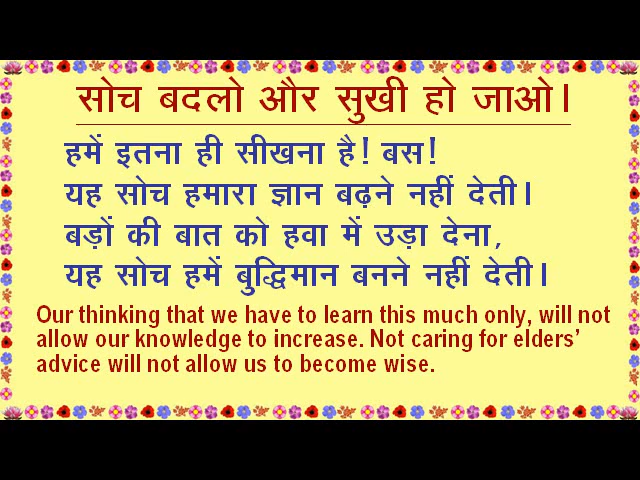 सोच बदलो और सुखी हो जाओ।
हमें इतना ही सीखना है! बस!
यह सोच हमारा ज्ञान बढ़ने नहीं देती।
बड़ों की बात को हवा में उड़ा देना,
यह सोच हमें बुद्धिमान बनने नहीं देती।
Our thinking that we have to learn this much only, will not
allow our knowledge to increase. Not caring for elders’
advice will not allow us to become wise.